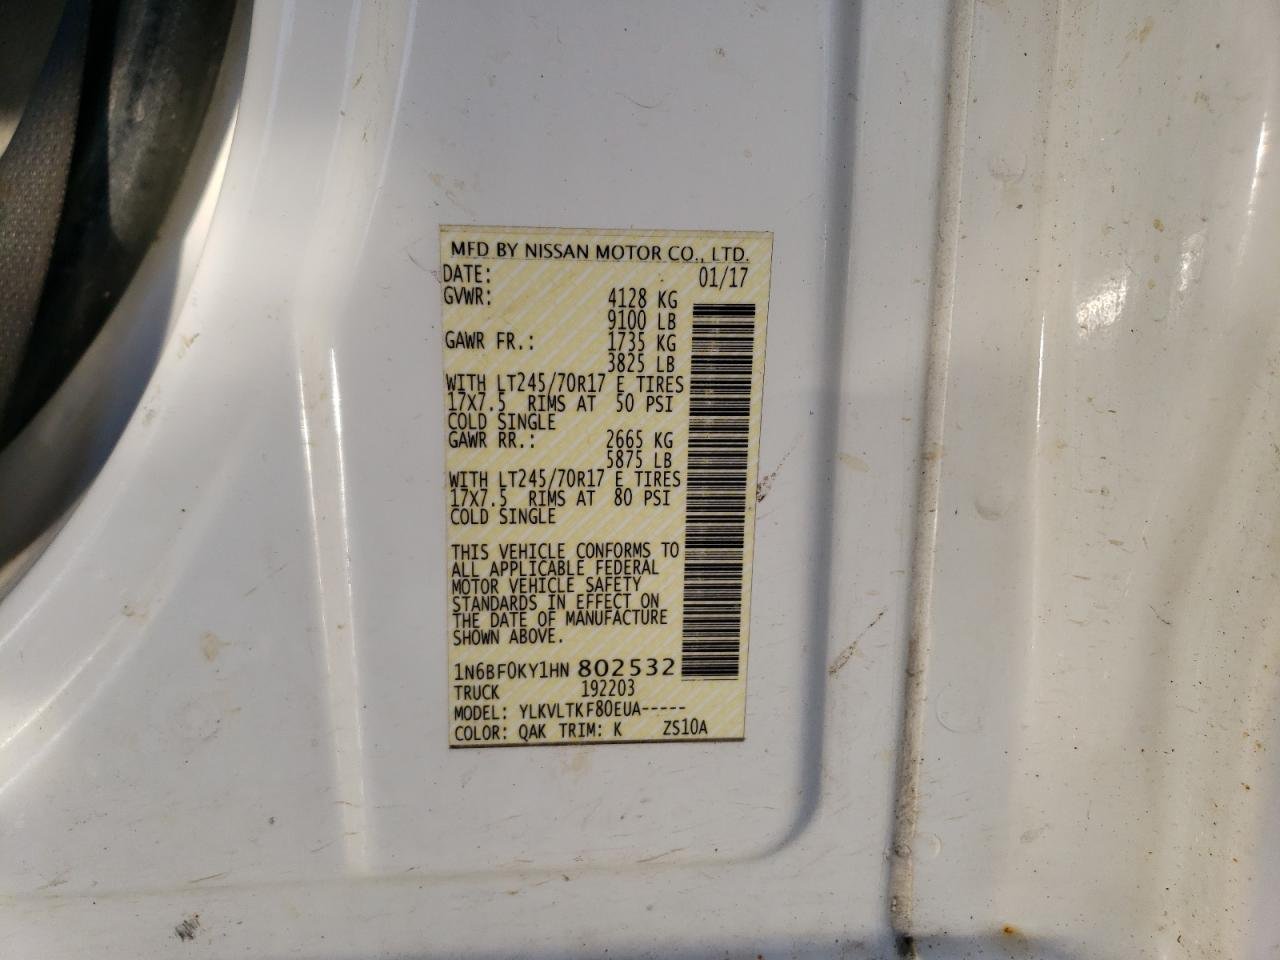 MFD BY NISSAN MOTOR CO., LTD.
DATE: 01/17
GVWR: 4128 KG
9100 LB
GAWR FR.: 1735 KG
3825 LB
WITH LT245/70R17 E TIRES
17X7.5 RIMS AT 50 PSI
COLD SINGLE
GAWR RR.: 2665 KG
5875 LB
WITH LT245/70R17 E TIRES
17X7.5 RIMS AT 80 PSI
COLD SINGLE
THIS VEHICLE CONFORMS TO
ALL APPLICABLE FEDERAL
MOTOR VEHICLE SAFETY
STANDARDS IN EFFECT ON
THE DATE OF MANUFACTURE
SHOWN ABOVE.
1N6BF0KY1HN 802532
TRUCK 192203
MODEL: YLKVLTKF80EUA-----
COLOR: QAK TRIM: K ZS10A